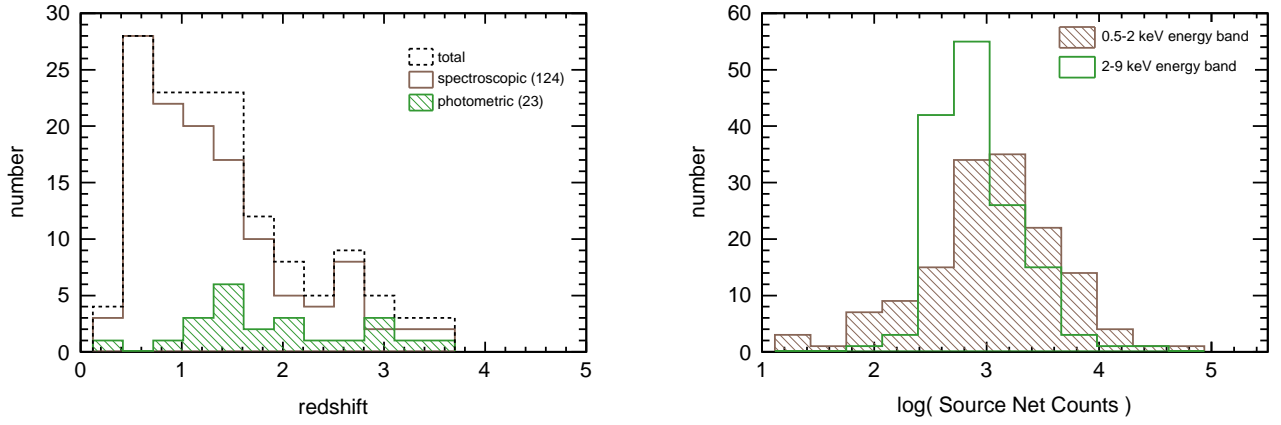 30
25
20
15
10
5
0
number
0 1 2 3 4 5
redshift
total
spectroscopic (124)
photometric (23)
60
50
40
30
20
10
0
number
1 2 3 4 5
log( Source Net Counts )
0.5-2 keV energy band
2-9 keV energy band